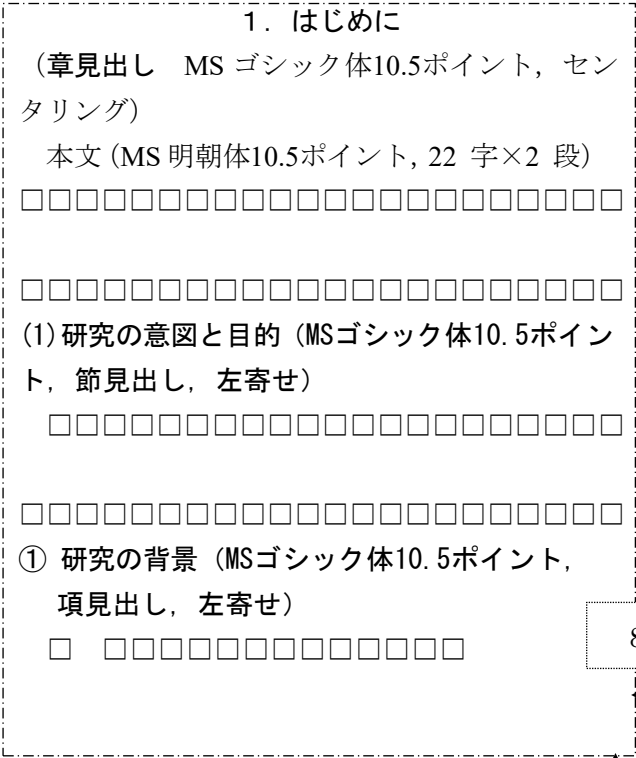 １．はじめに
（章見出し　MS ゴシック体10.5ポイント，セン
タリング）
本文（MS 明朝体10.5ポイント，22 字×2 段）
□□□□□□□□□□□□□□□□□□□□□□
□□□□□□□□□□□□□□□□□□□□□□
(1)研究の意図と目的（MSゴシック体10.5ポイン
ト，節見出し，左寄せ）
□□□□□□□□□□□□□□□□□□□□□
□□□□□□□□□□□□□□□□□□□□□□
① 研究の背景（MSゴシック体10.5ポイント，
項見出し，左寄せ）
□　□□□□□□□□□□□□□